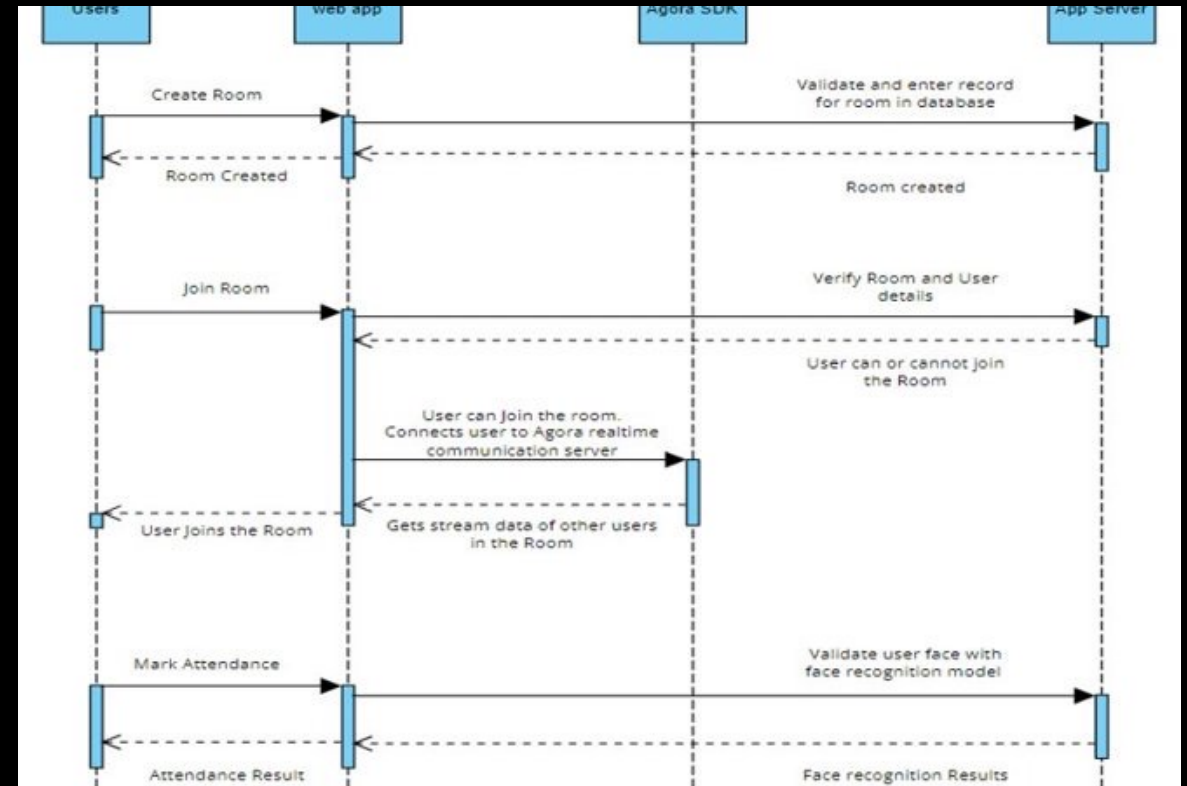 Users
web app
Agora SDK
App Server
Create Room
Validate and enter record
for room in database
Room Created
Room created
Join Room
Verify Room and User
details
User can or cannot join
the Room
User can Join the room.
Connects user to Agora realtime
communication server
User Joins the Room
Gets stream data of other users
in the Room
Mark Attendance
Validate user face with
face recognition model
Attendance Result
Face recognition Results